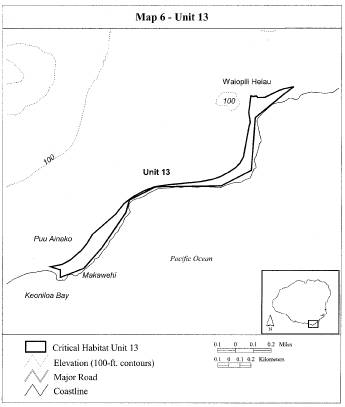 Map 6 - Unit 13
Waiopili Heiau
100
100
Unit 13
Puu Aineko
Pacific Ocean
Makawehi
Keoniloa Bay
N
Critical Habitat Unit 13
Elevation (100-ft. contours)
Major Road
Coastline
0.1 0 0.1 0.2 Miles
0.1 0 0.1 0.2 Kilometers